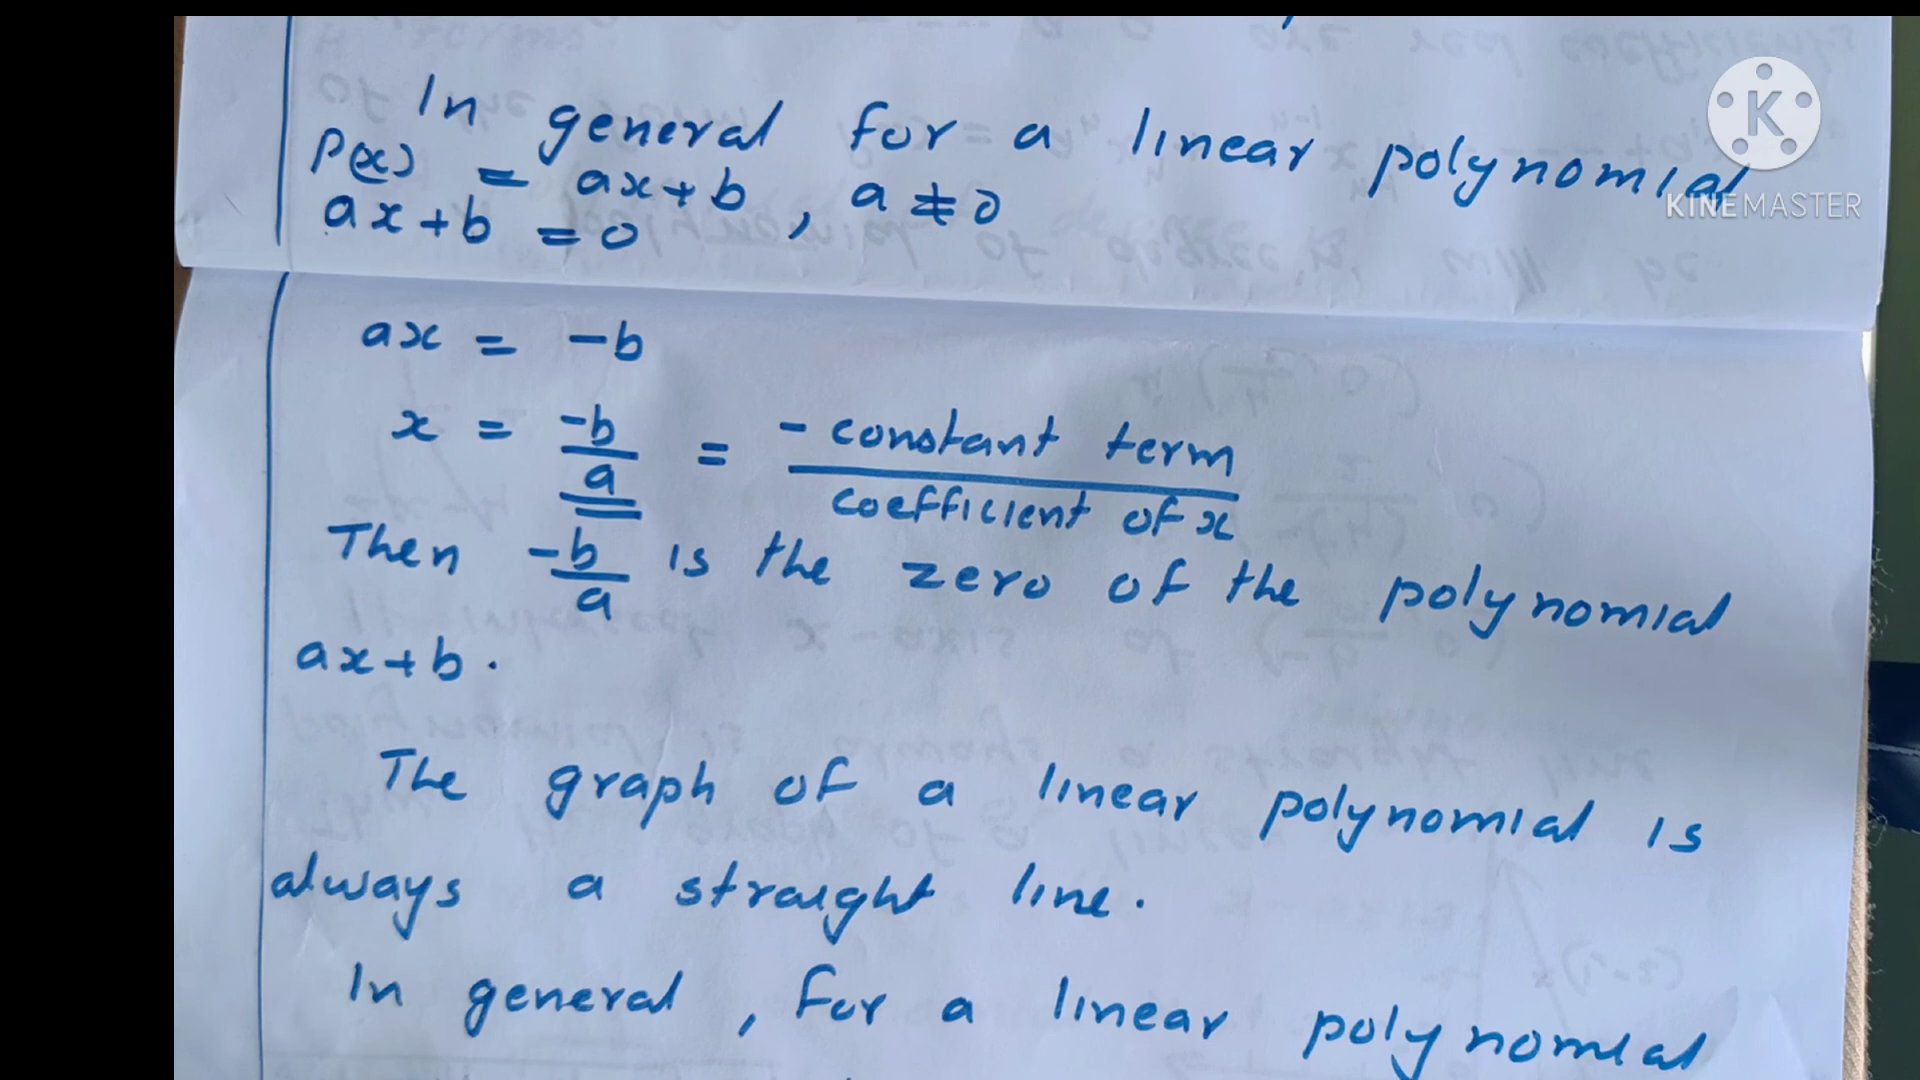 In general for a linear polynomial
P(x) = ax+b , a ≠ 0
ax+b = 0
ax = -b
x = -b/a = - constant term / coefficient of x
Then -b/a is the zero of the polynomial
ax+b.
The graph of a linear polynomial is
always a straight line.
In general, for a linear polynomial
K
KINEMASTER